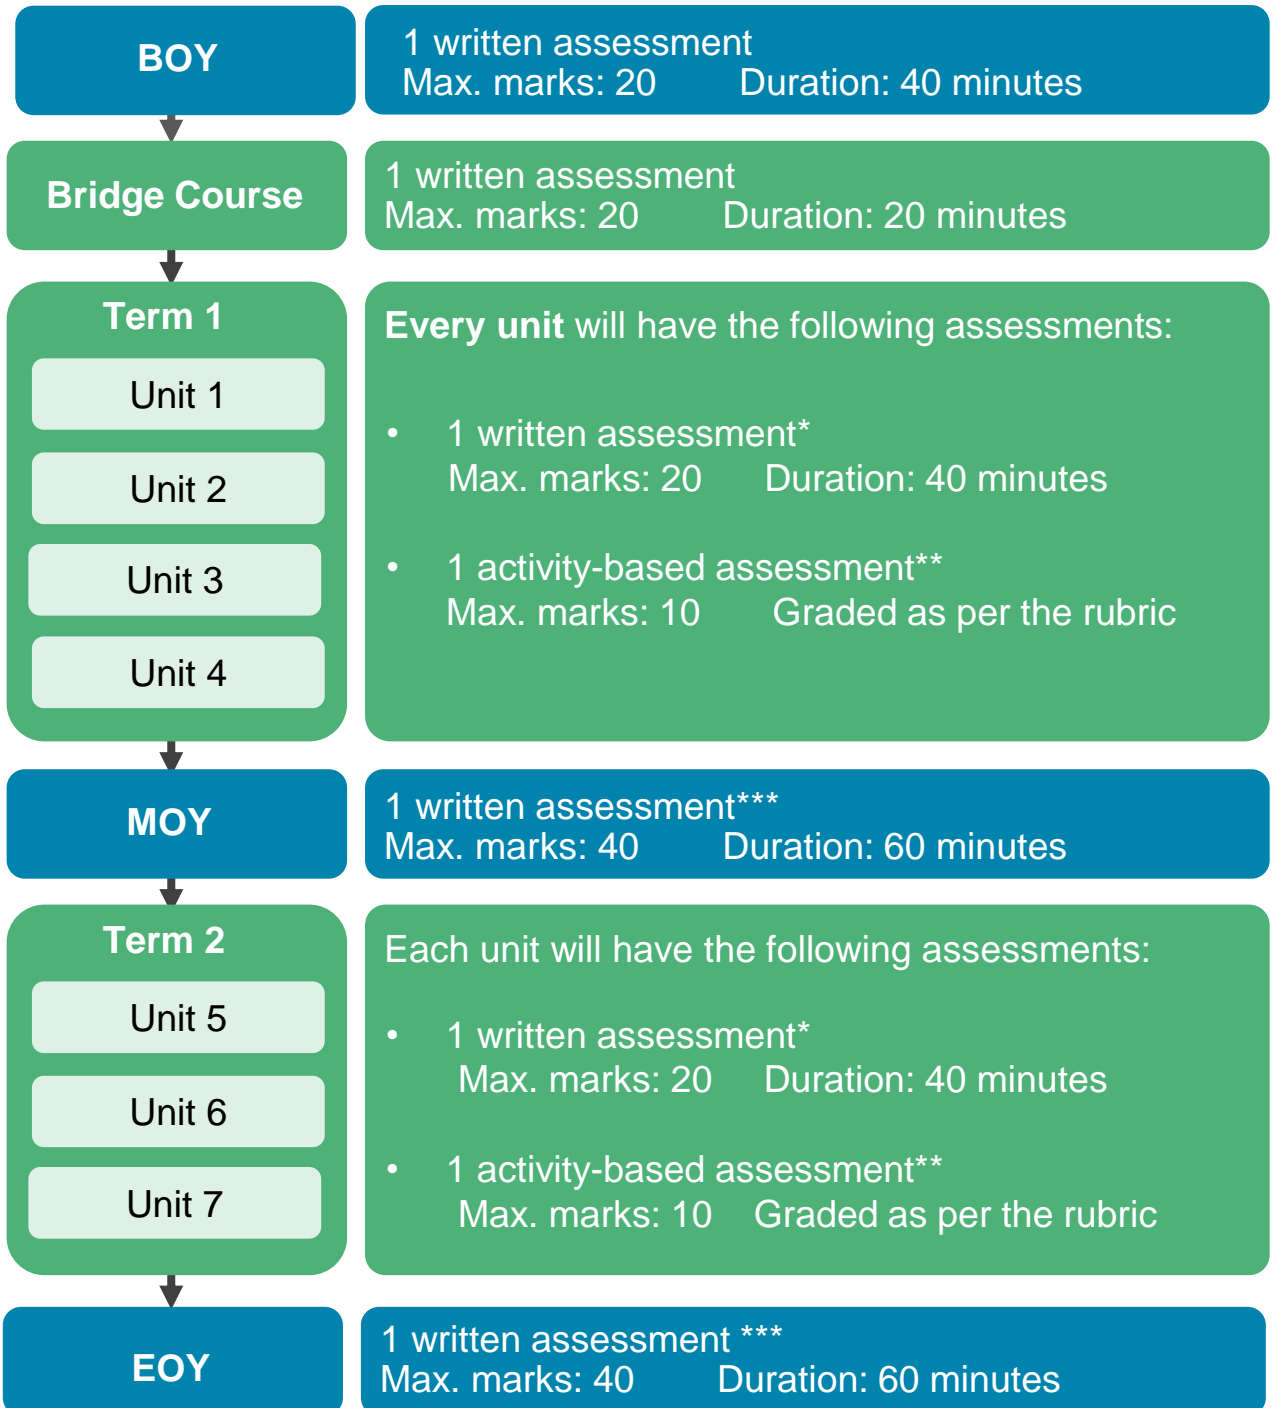 BOY
1 written assessment
Max. marks: 20 Duration: 40 minutes
Bridge Course
1 written assessment
Max. marks: 20 Duration: 20 minutes
Term 1
Unit 1
Unit 2
Unit 3
Unit 4
Every unit will have the following assessments:
• 1 written assessment*
Max. marks: 20 Duration: 40 minutes
• 1 activity-based assessment**
Max. marks: 10 Graded as per the rubric
MOY
1 written assessment***
Max. marks: 40 Duration: 60 minutes
Term 2
Unit 5
Unit 6
Unit 7
Each unit will have the following assessments:
• 1 written assessment*
Max. marks: 20 Duration: 40 minutes
• 1 activity-based assessment**
Max. marks: 10 Graded as per the rubric
EOY
1 written assessment ***
Max. marks: 40 Duration: 60 minutes